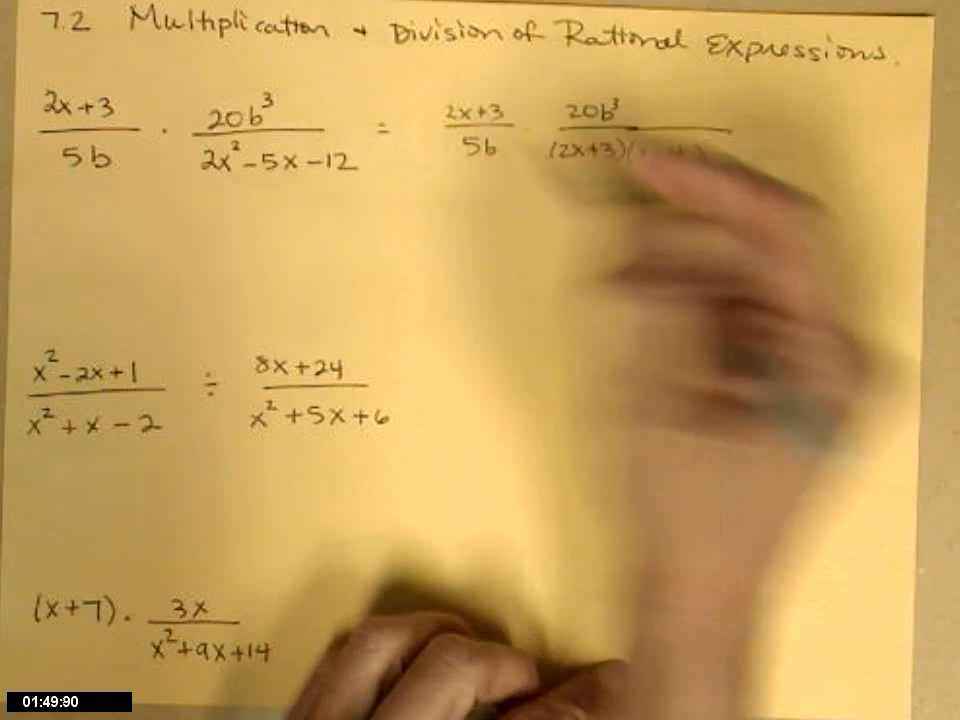 7.2 Multiplication + Division of Rational Expressions.
2x+3 / 5b · 20b³ / 2x²-5x-12 = 2x+3 / 5b · 20b³ / (2x+3)(
x²-2x+1 / x²+x-2 ÷ 8x+24 / x²+5x+6
(x+7) · 3x / x²+9x+14
01:49:90